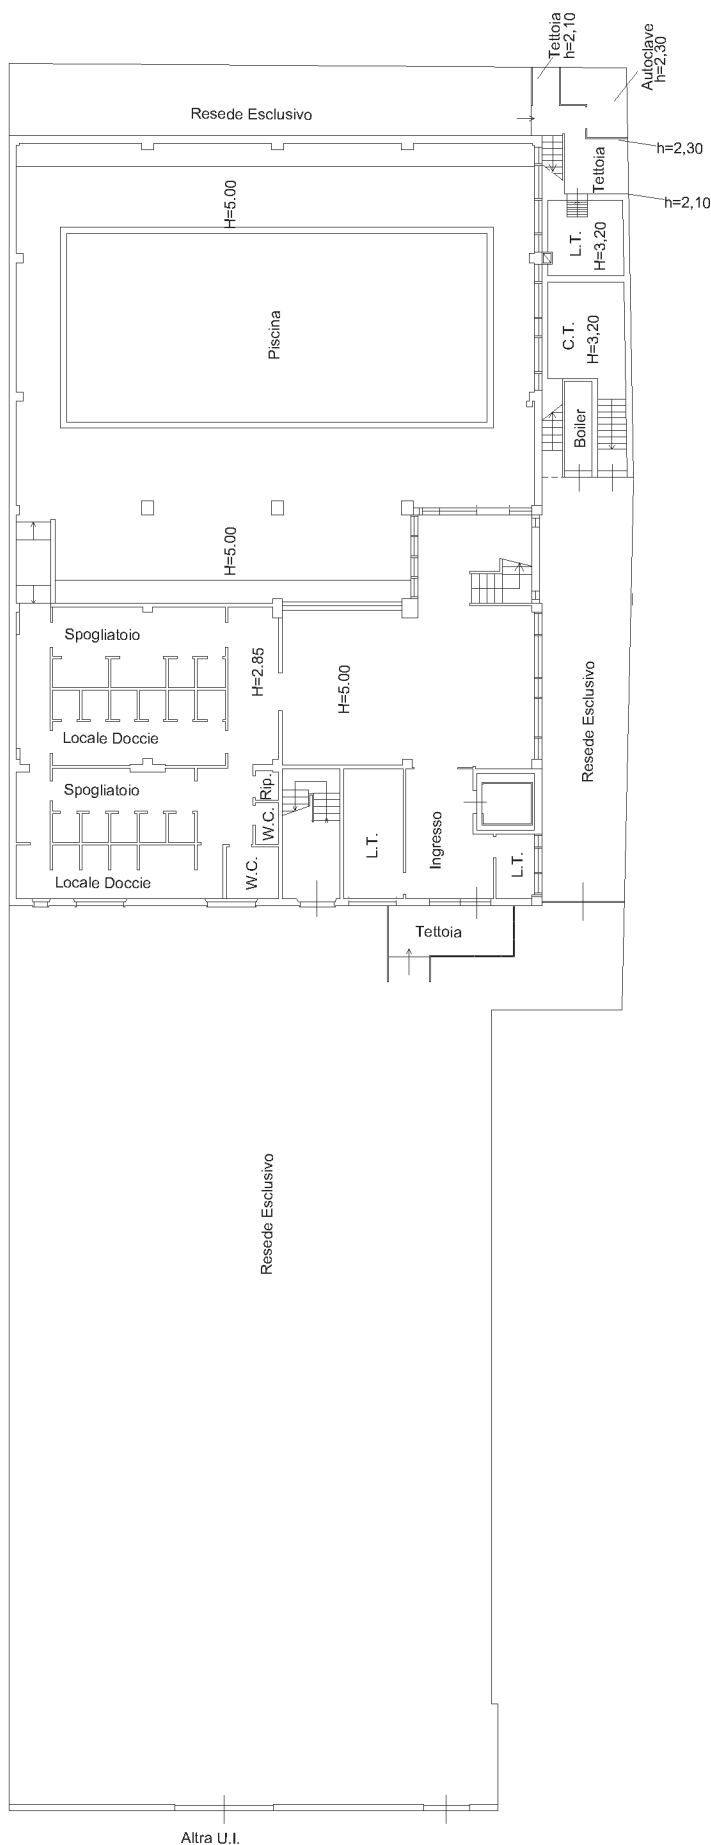 Tettoia
h=2,10
Autoclave
h=2,30
Resede Esclusivo
h=2,30
Tettoia
h=2,10
H=5.00
L.T.
H=3,20
Piscina
C.T.
H=3,20
Boiler
H=5.00
Spogliatoio
H=2.85
H=5.00
Resede Esclusivo
Locale Doccie
Spogliatoio
Rip.
W.C.
L.T.
Ingresso
L.T.
W.C.
Locale Doccie
Tettoia
Resede Esclusivo
Altra U.I.